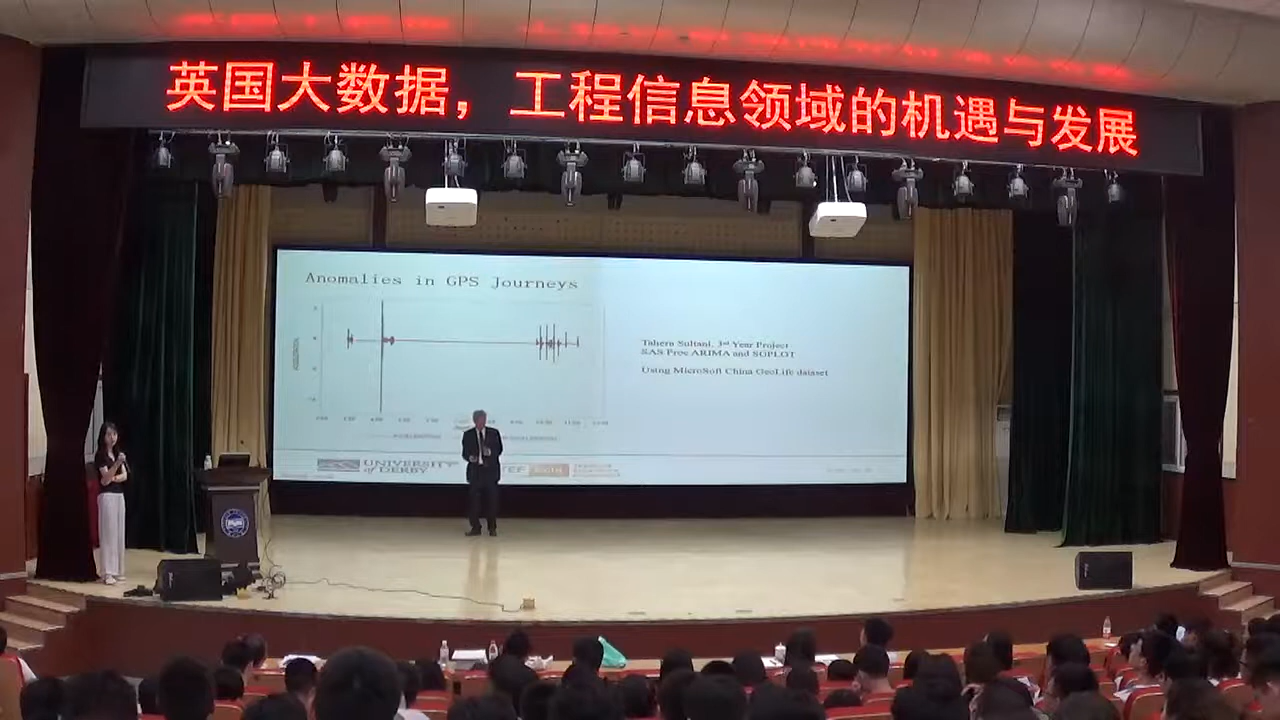 英国大数据，工程信息领域的机遇与发展
Anomalies in GPS Journeys
Tahera Sultani, 3rd Year Project
SAS Proc ARIMA and SGPLOT
Using MicroSoft China GeoLife dataset
UNIVERSITY
of DERBY
TEF Gold